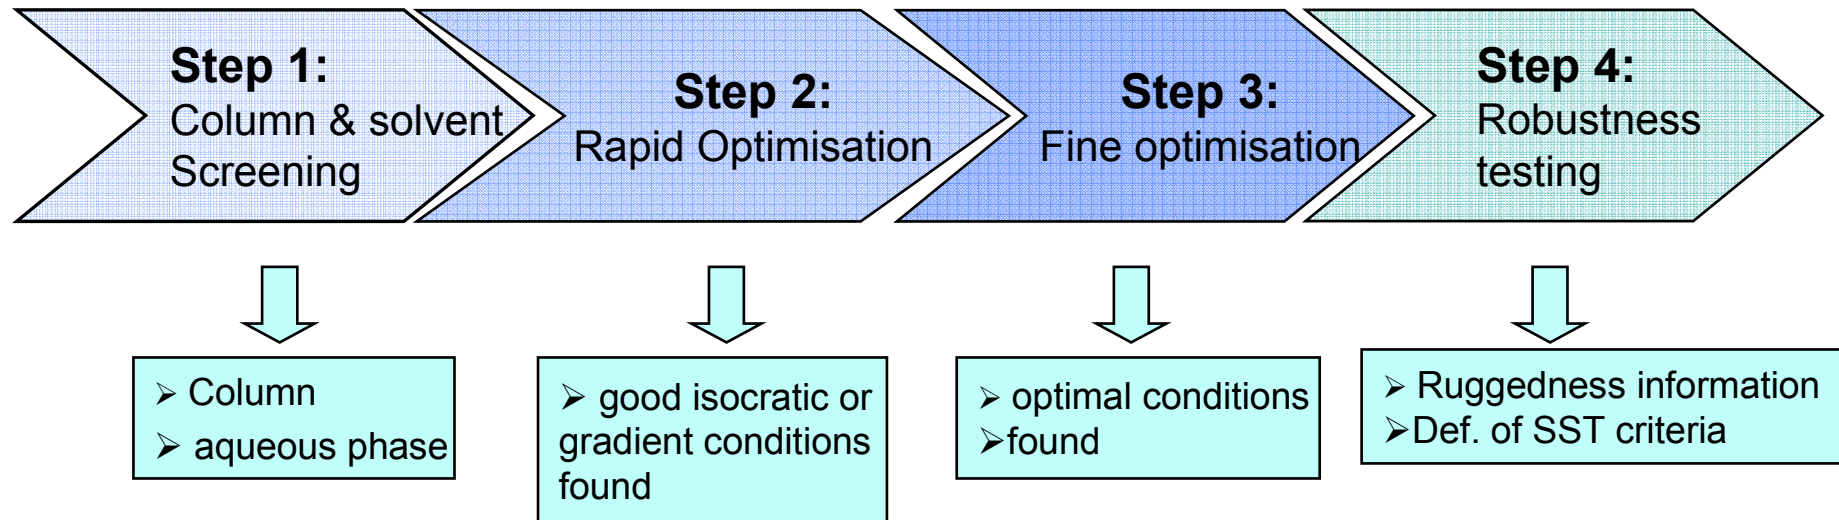 Step 1:
Column & solvent
Screening
Step 2:
Rapid Optimisation
Step 3:
Fine optimisation
Step 4:
Robustness
testing
➢ Column
➢ aqueous phase
➢ good isocratic or
gradient conditions
found
➢ optimal conditions
➢found
➢ Ruggedness information
➢Def. of SST criteria